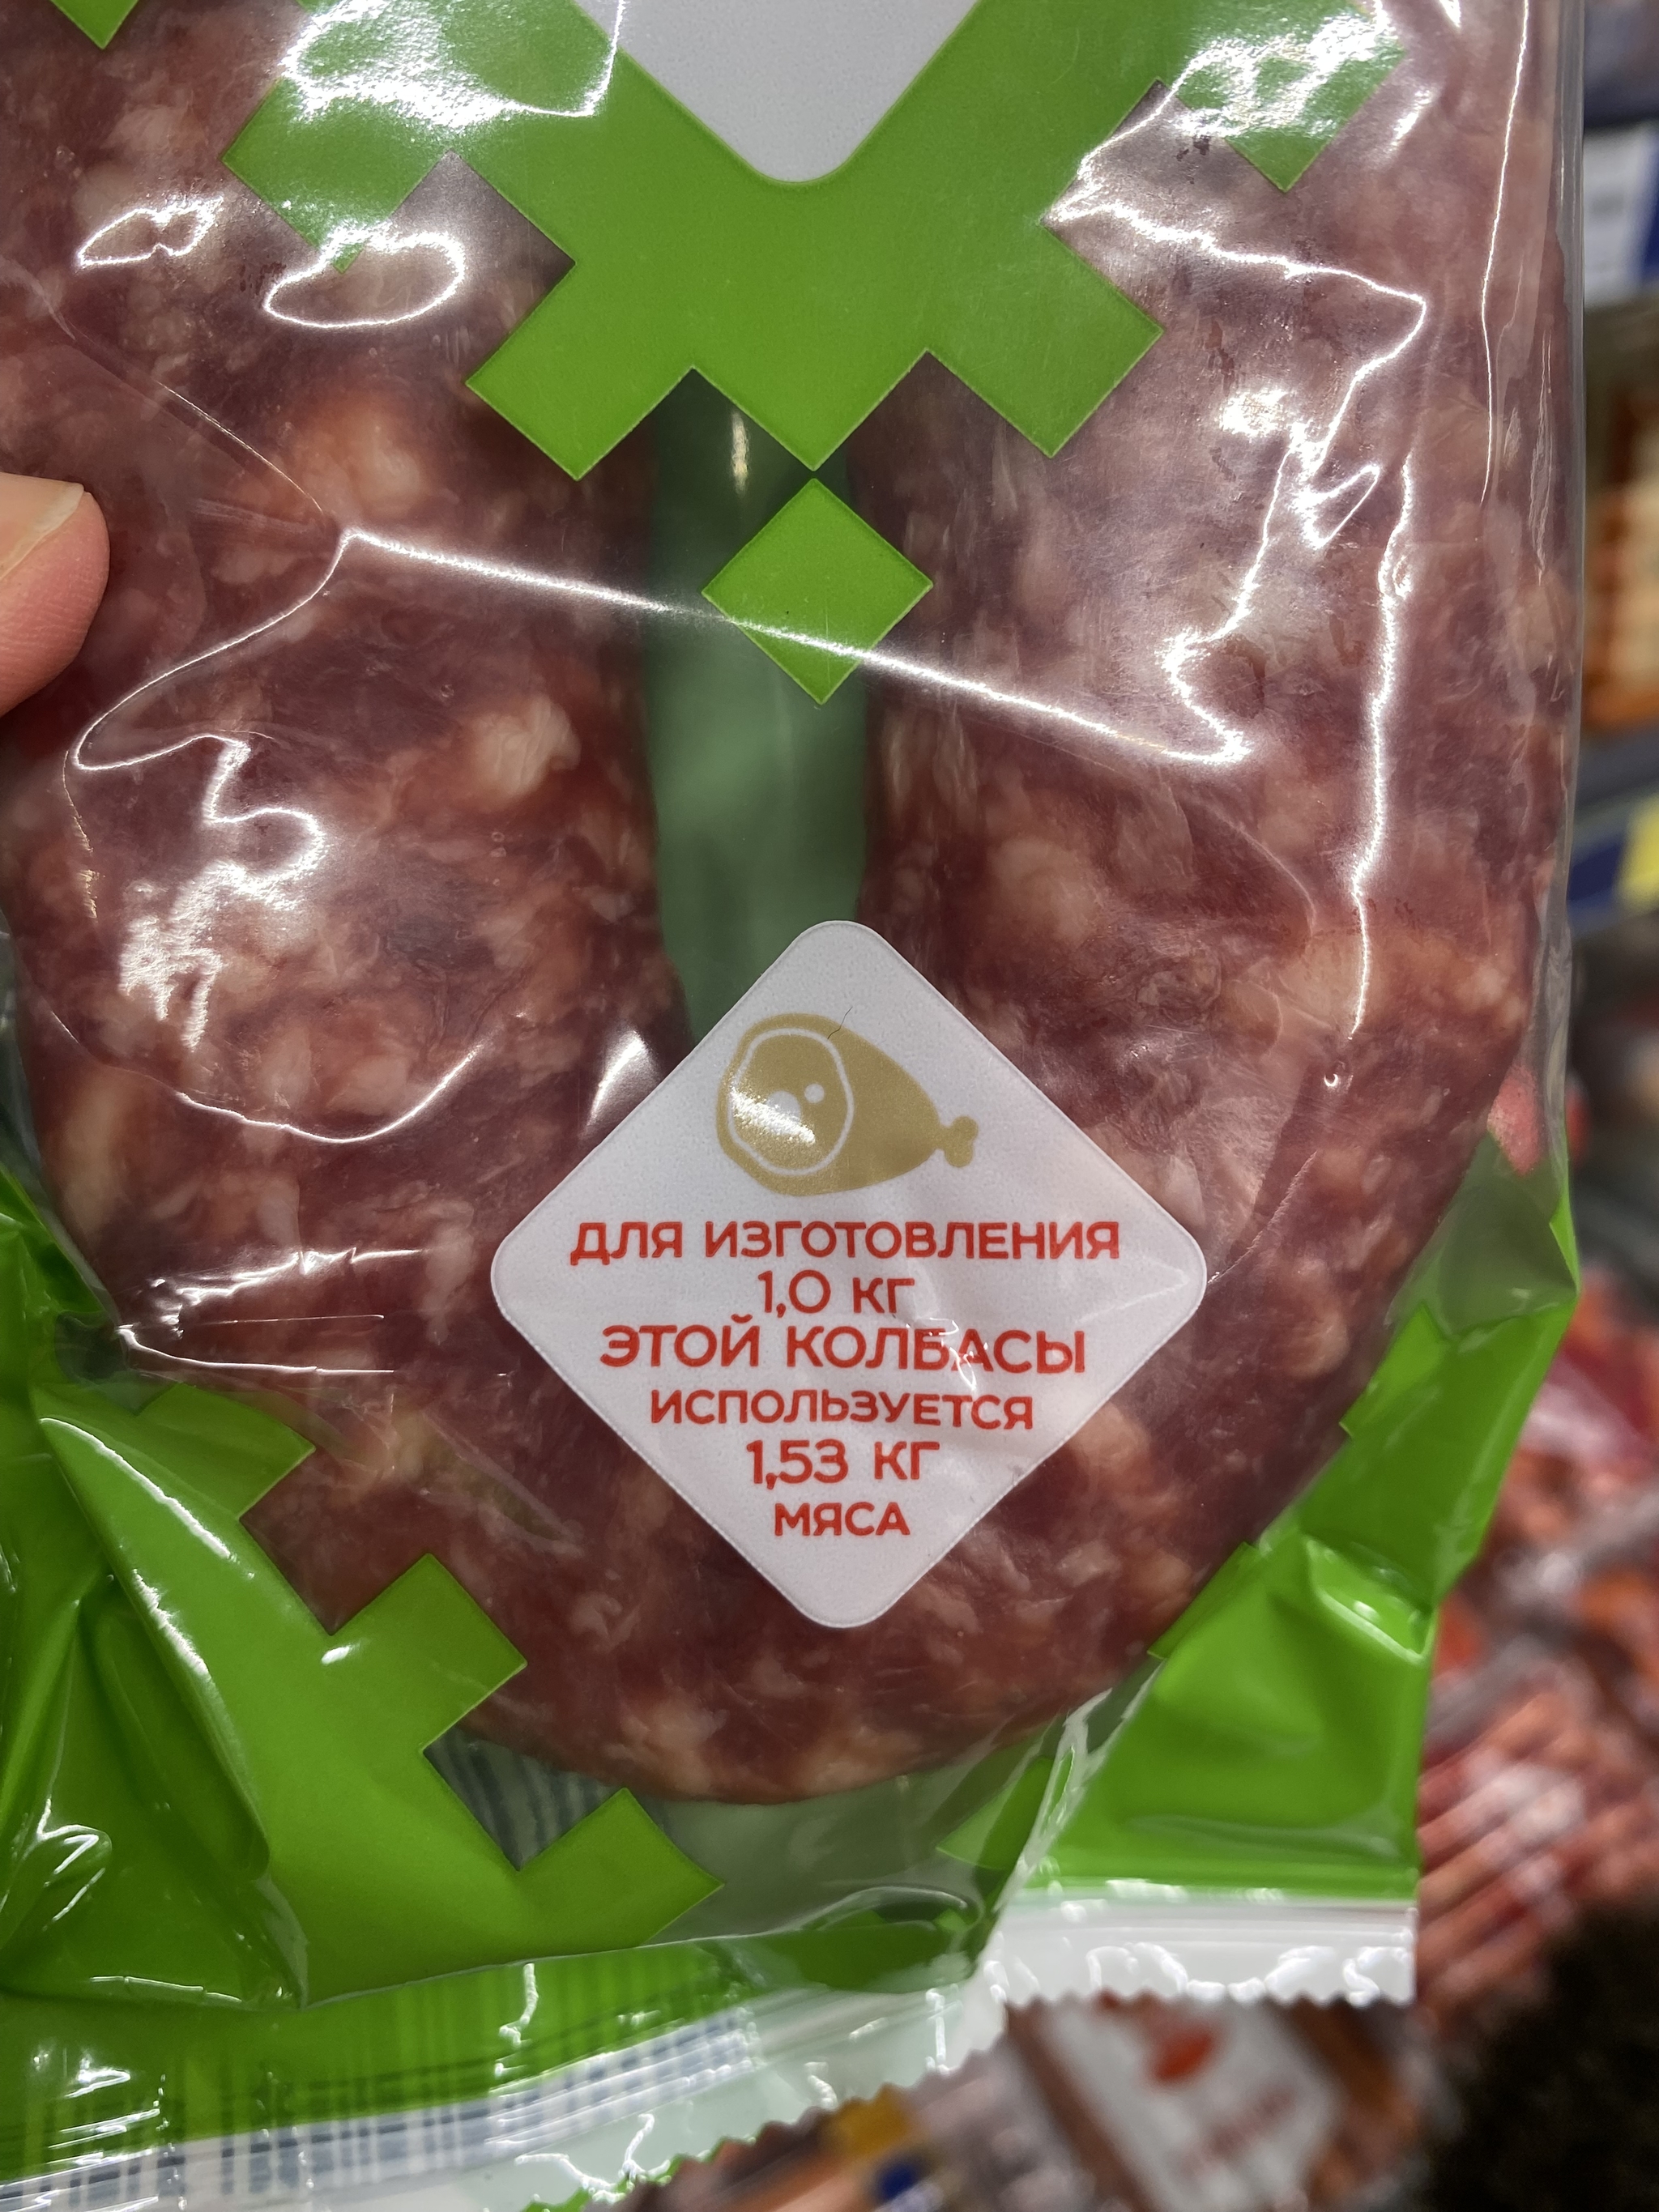 ДЛЯ ИЗГОТОВЛЕНИЯ
1,0 КГ
ЭТОЙ КОЛБАСЫ
ИСПОЛЬЗУЕТСЯ
1,53 КГ
МЯСА